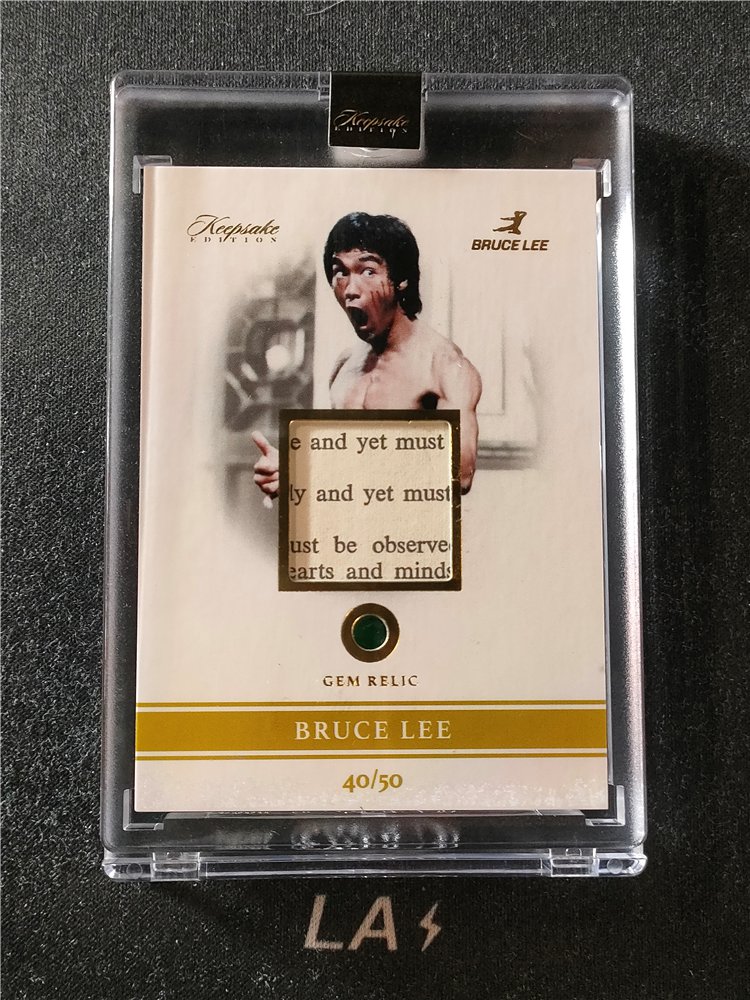 Keepsake
EDITION
Keepsake
EDITION
BRUCE LEE
e and yet must
ly and yet must
ust be observe
earts and minds
GEM RELIC
BRUCE LEE
40/50
LA